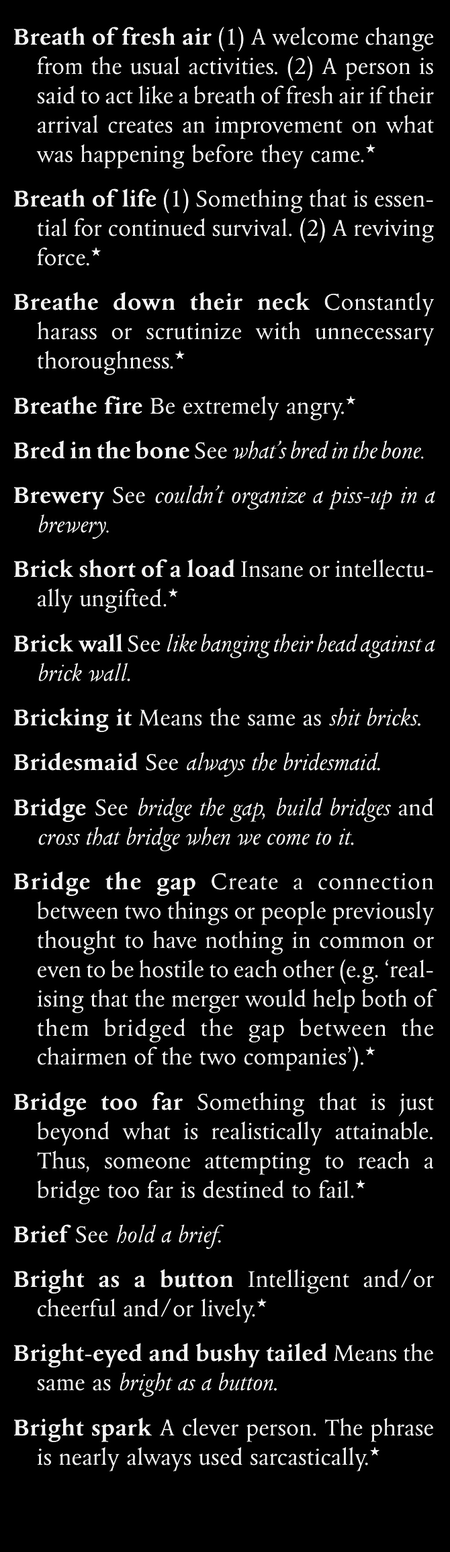 Breath of fresh air (1) A welcome change
from the usual activities. (2) A person is
said to act like a breath of fresh air if their
arrival creates an improvement on what
was happening before they came.★
Breath of life (1) Something that is essen-
tial for continued survival. (2) A reviving
force.★
Breathe down their neck Constantly
harass or scrutinize with unnecessary
thoroughness.★
Breathe fire Be extremely angry.★
Bred in the bone See what's bred in the bone.
Brewery See couldn't organize a piss-up in a
brewery.
Brick short of a load Insane or intellectu-
ally ungifted.★
Brick wall See like banging their head against a
brick wall.
Bricking it Means the same as shit bricks.
Bridesmaid See always the bridesmaid.
Bridge See bridge the gap, build bridges and
cross that bridge when we come to it.
Bridge the gap Create a connection
between two things or people previously
thought to have nothing in common or
even to be hostile to each other (e.g. ‘real-
ising that the merger would help both of
them bridged the gap between the
chairmen of the two companies’).★
Bridge too far Something that is just
beyond what is realistically attainable.
Thus, someone attempting to reach a
bridge too far is destined to fail.★
Brief See hold a brief.
Bright as a button Intelligent and/or
cheerful and/or lively.★
Bright-eyed and bushy tailed Means the
same as bright as a button.
Bright spark A clever person. The phrase
is nearly always used sarcastically.★